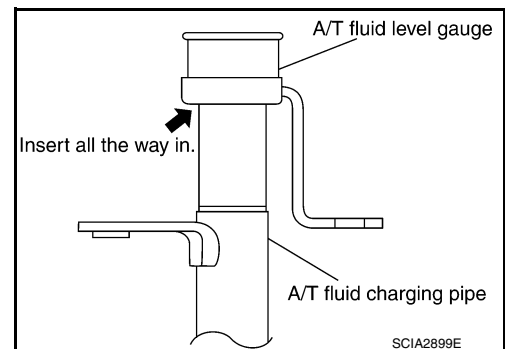 A/T fluid level gauge
Insert all the way in.
A/T fluid charging pipe
SCIA2899E